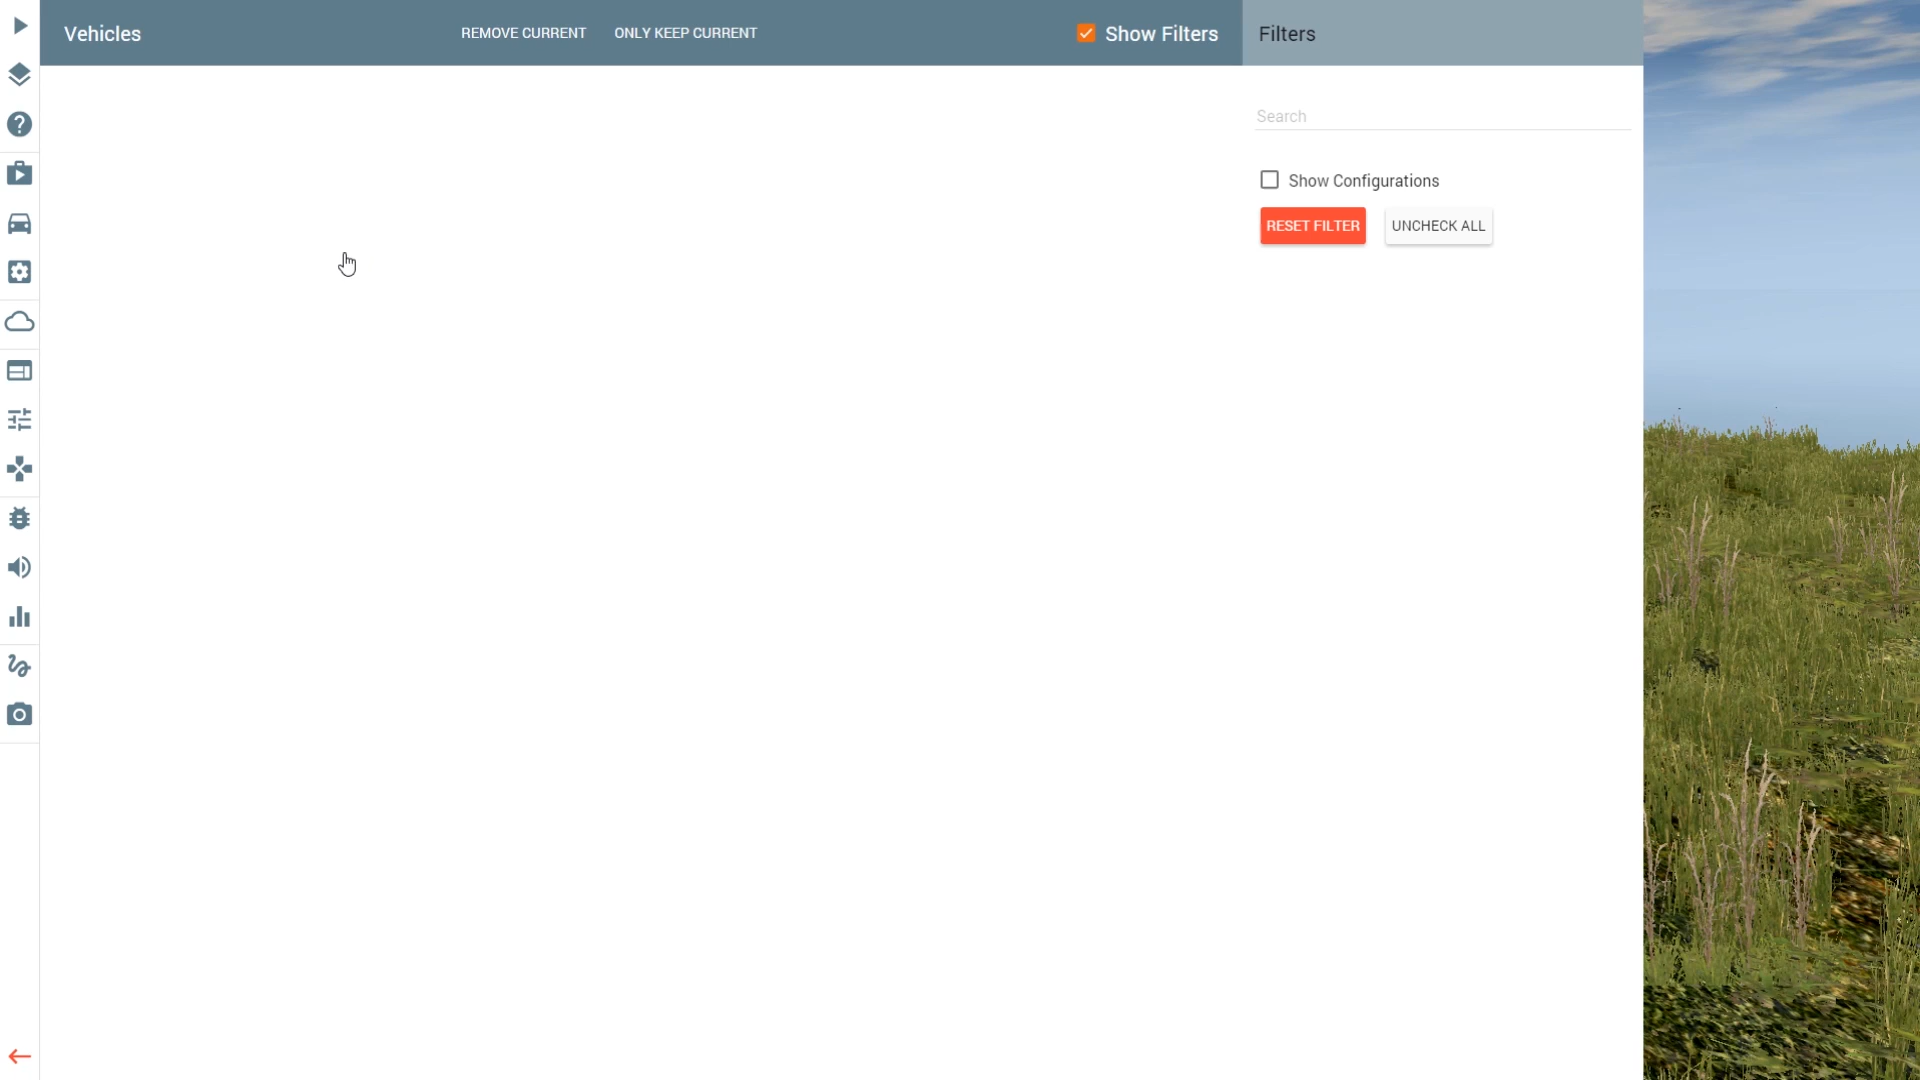 Vehicles
REMOVE CURRENT
ONLY KEEP CURRENT
Show Filters
Filters
Search
Show Configurations
RESET FILTER
UNCHECK ALL